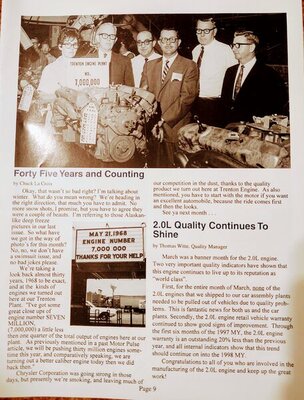 TRENTON ENGINE PLANT
NO.
7,000,000
Forty Five Years and Counting
by Chuck La Croix
Okay, that wasn't so bad right? I'm talking about
winter. What do you mean wrong? We're heading in
the right direction, that much you have to admit. No
more snow shots, I promise, but you have to agree they
were a couple of beauts. I'm referring to those Alaskan-
like deep freeze
pictures in our last
issue. So what have
we got in the way of
photo's for this month?
No, no, we don't have
a swimsuit issue, and
no bad jokes please.
We're taking a
look back almost thirty
years, 1968 to be exact,
and at the kinds of
engines we turned out
here at our Trenton
Plant. I've got some
great close ups of
engine number SEVEN
MILLION,
(7,000,000) a little less
than one quarter of the total output of engines here at our
plant. As previously mentioned in a past Motor Pulse
article, we will be pushing thirty million engines some-
time this year, and comparatively speaking, we are
turning out a better caliber engine today then we did
back then.
Chrysler Corporation was going strong in those
days, but presently we're smoking, and leaving much of
MAY 21,1968
ENGINE NUMBER
7 000 000
THANKS FOR YOUR HELP
our competition in the dust, thanks to the quality
product we turn out here at Trenton Engine. As I also
mentioned, you have to start with the motor if you want
an excellent automobile, because the ride comes first
and then the looks.
See ya next month ...
2.0L Quality Continues To
Shine
by Thomas Witte, Quality Manager
March was a banner month for the 2.0L engine.
Two very important quality indicators have shown that
this engine continues to live up to its reputation as
"world class".
First, for the entire month of March, none of the
2.0L engines that we shipped to our car assembly plants
needed to be pulled out of vehicles due to quality prob-
lems. This is fantastic news for both us and the car
plants. Secondly, the 2.0L engine retail vehicle warranty
continued to show good signs of improvement. Through
the first six months of the 1997 MY, the 2.0L engine
warranty is an outstanding 20% less than the previous
year, and all internal indicators show that this trend
should continue on into the 1998 MY.
Congratulations to all of you who are involved in the
manufacturing of the 2.0L engine and keep up the great
work!
Page 9